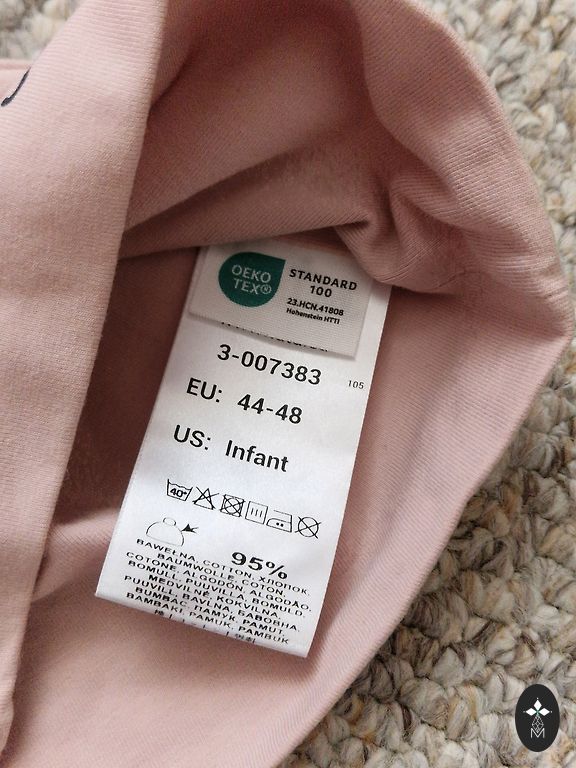 OEKO
TEX®
STANDARD
100
23.HCN.41808
Hohenstein HTTI
3-007383
105
EU: 44-48
US: Infant
40°
95%
BAWEŁNA, COTTON, ХЛОПОК,
BAUMWOLLE, COTON,
COTONE, ALGODÓN, ALGODÃO,
BOMULL, PUUVILLA, BOMULD,
MEDVILNĖ, KOKVILNA,
PUUVILL, BAVLNA, БАВОВНА,
BUMBAC, ПАМУК, PAMUT,
BAMBAKI, PAMUK, PAMBUK
M